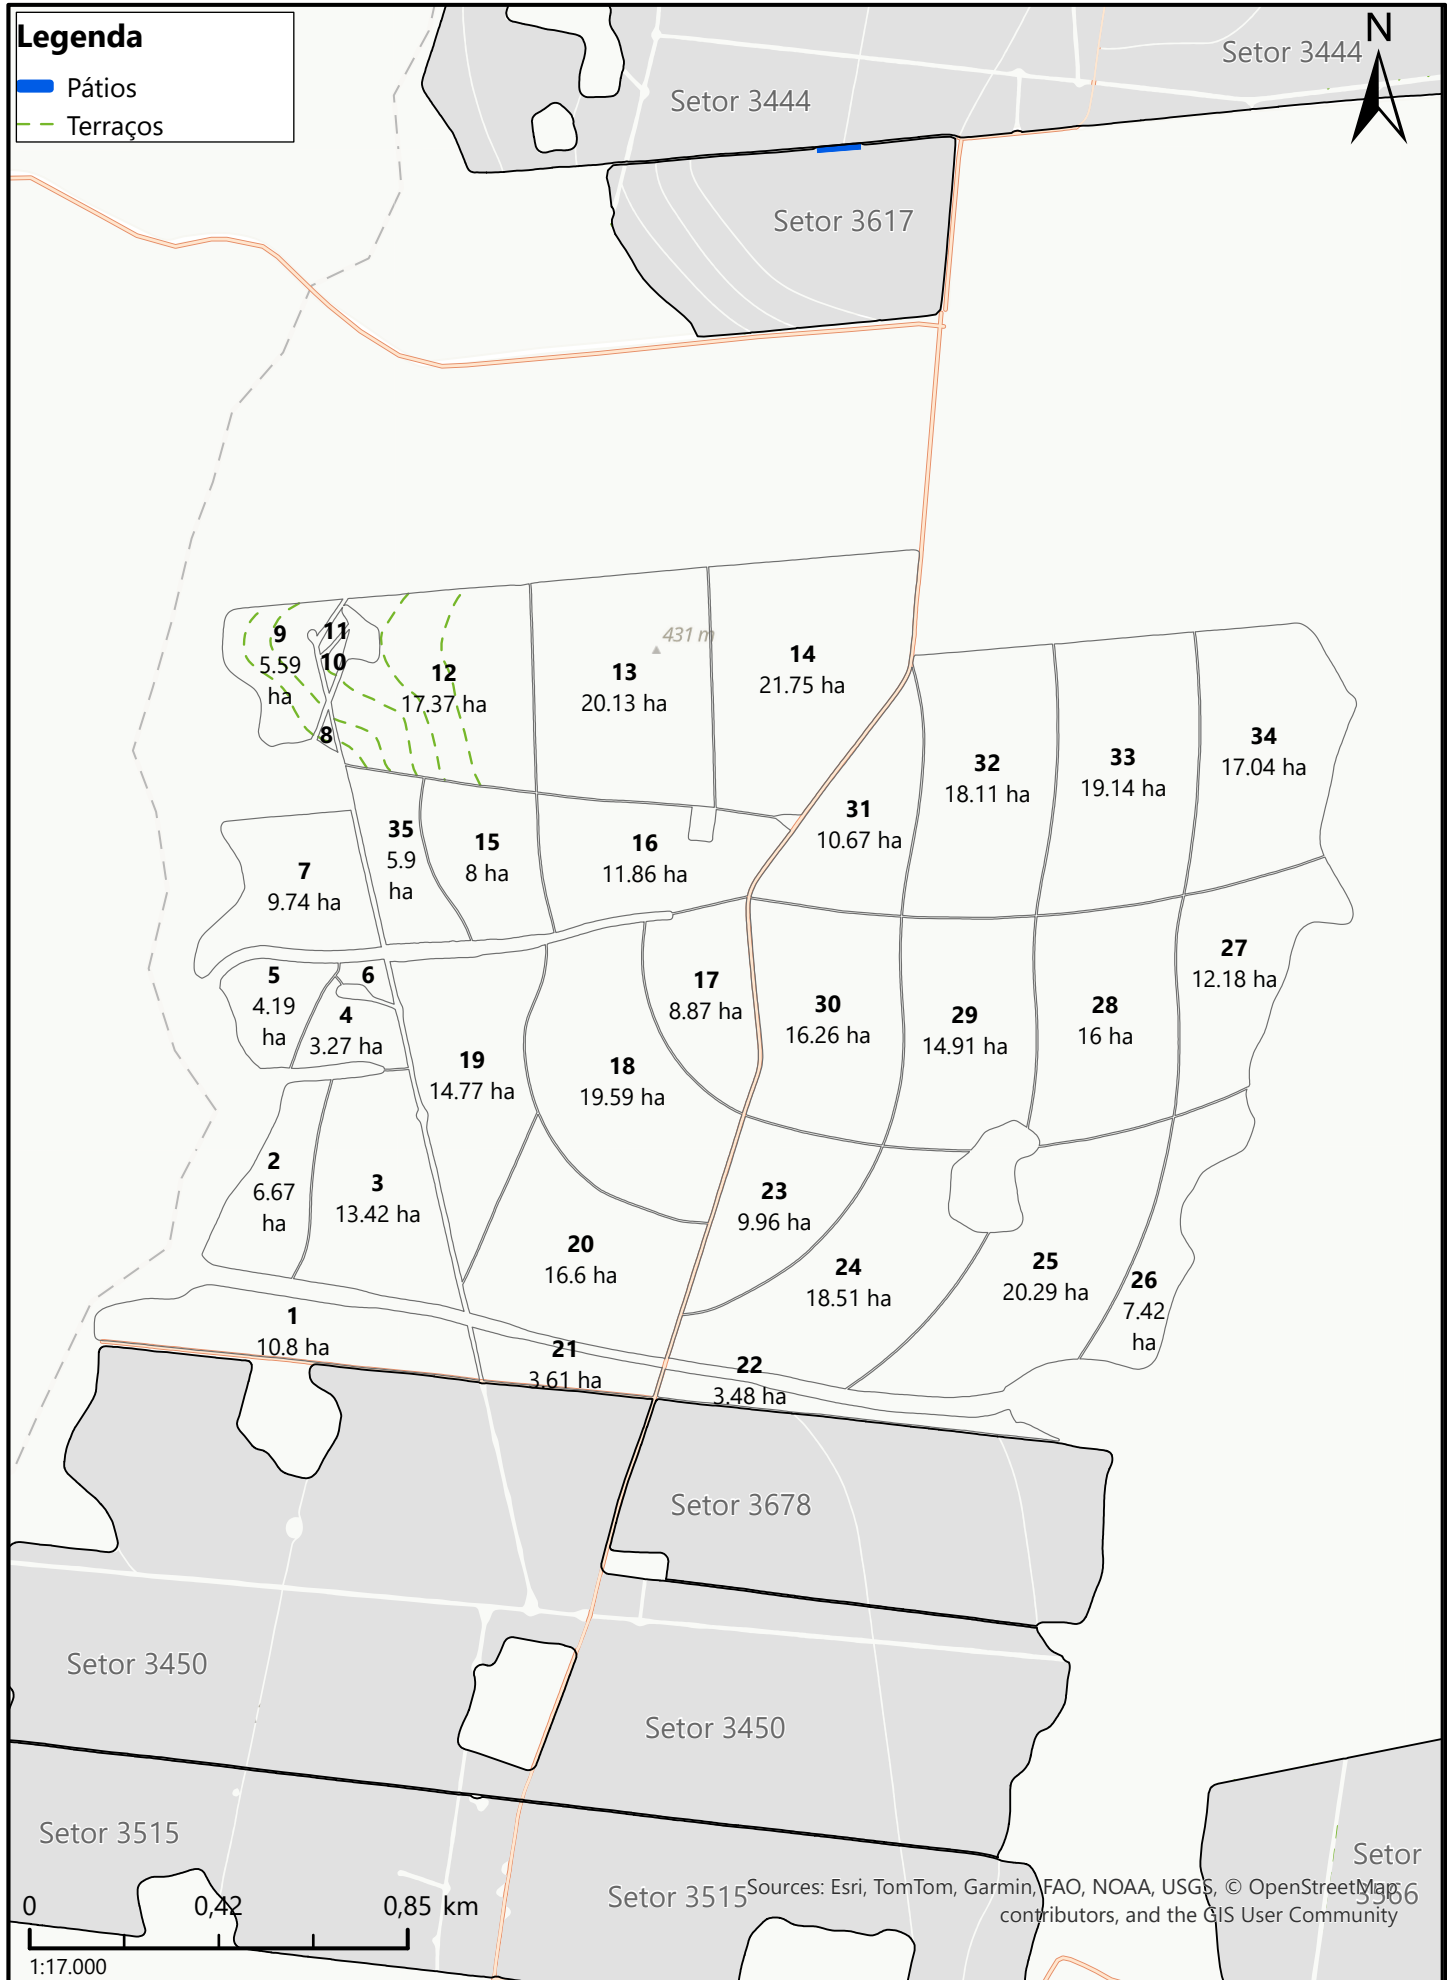 Legenda
Pátios
Terraços
N
Setor 3444
Setor 3444
Setor 3617
431 m
9
5.59
ha
11
10
8
12
17.37 ha
13
20.13 ha
14
21.75 ha
34
17.04 ha
33
19.14 ha
32
18.11 ha
31
10.67 ha
35
5.9
ha
15
8 ha
16
11.86 ha
7
9.74 ha
27
12.18 ha
5
4.19
ha
6
4
3.27 ha
17
8.87 ha
30
16.26 ha
29
14.91 ha
28
16 ha
19
14.77 ha
18
19.59 ha
2
6.67
ha
3
13.42 ha
23
9.96 ha
20
16.6 ha
24
18.51 ha
25
20.29 ha
26
7.42
ha
1
10.8 ha
21
3.61 ha
22
3.48 ha
Setor 3678
Setor 3450
Setor 3450
Setor 3515
Setor 3515
Setor
3566
Sources: Esri, TomTom, Garmin, FAO, NOAA, USGS, © OpenStreetMap
contributors, and the GIS User Community
0 0,42 0,85 km
1:17.000